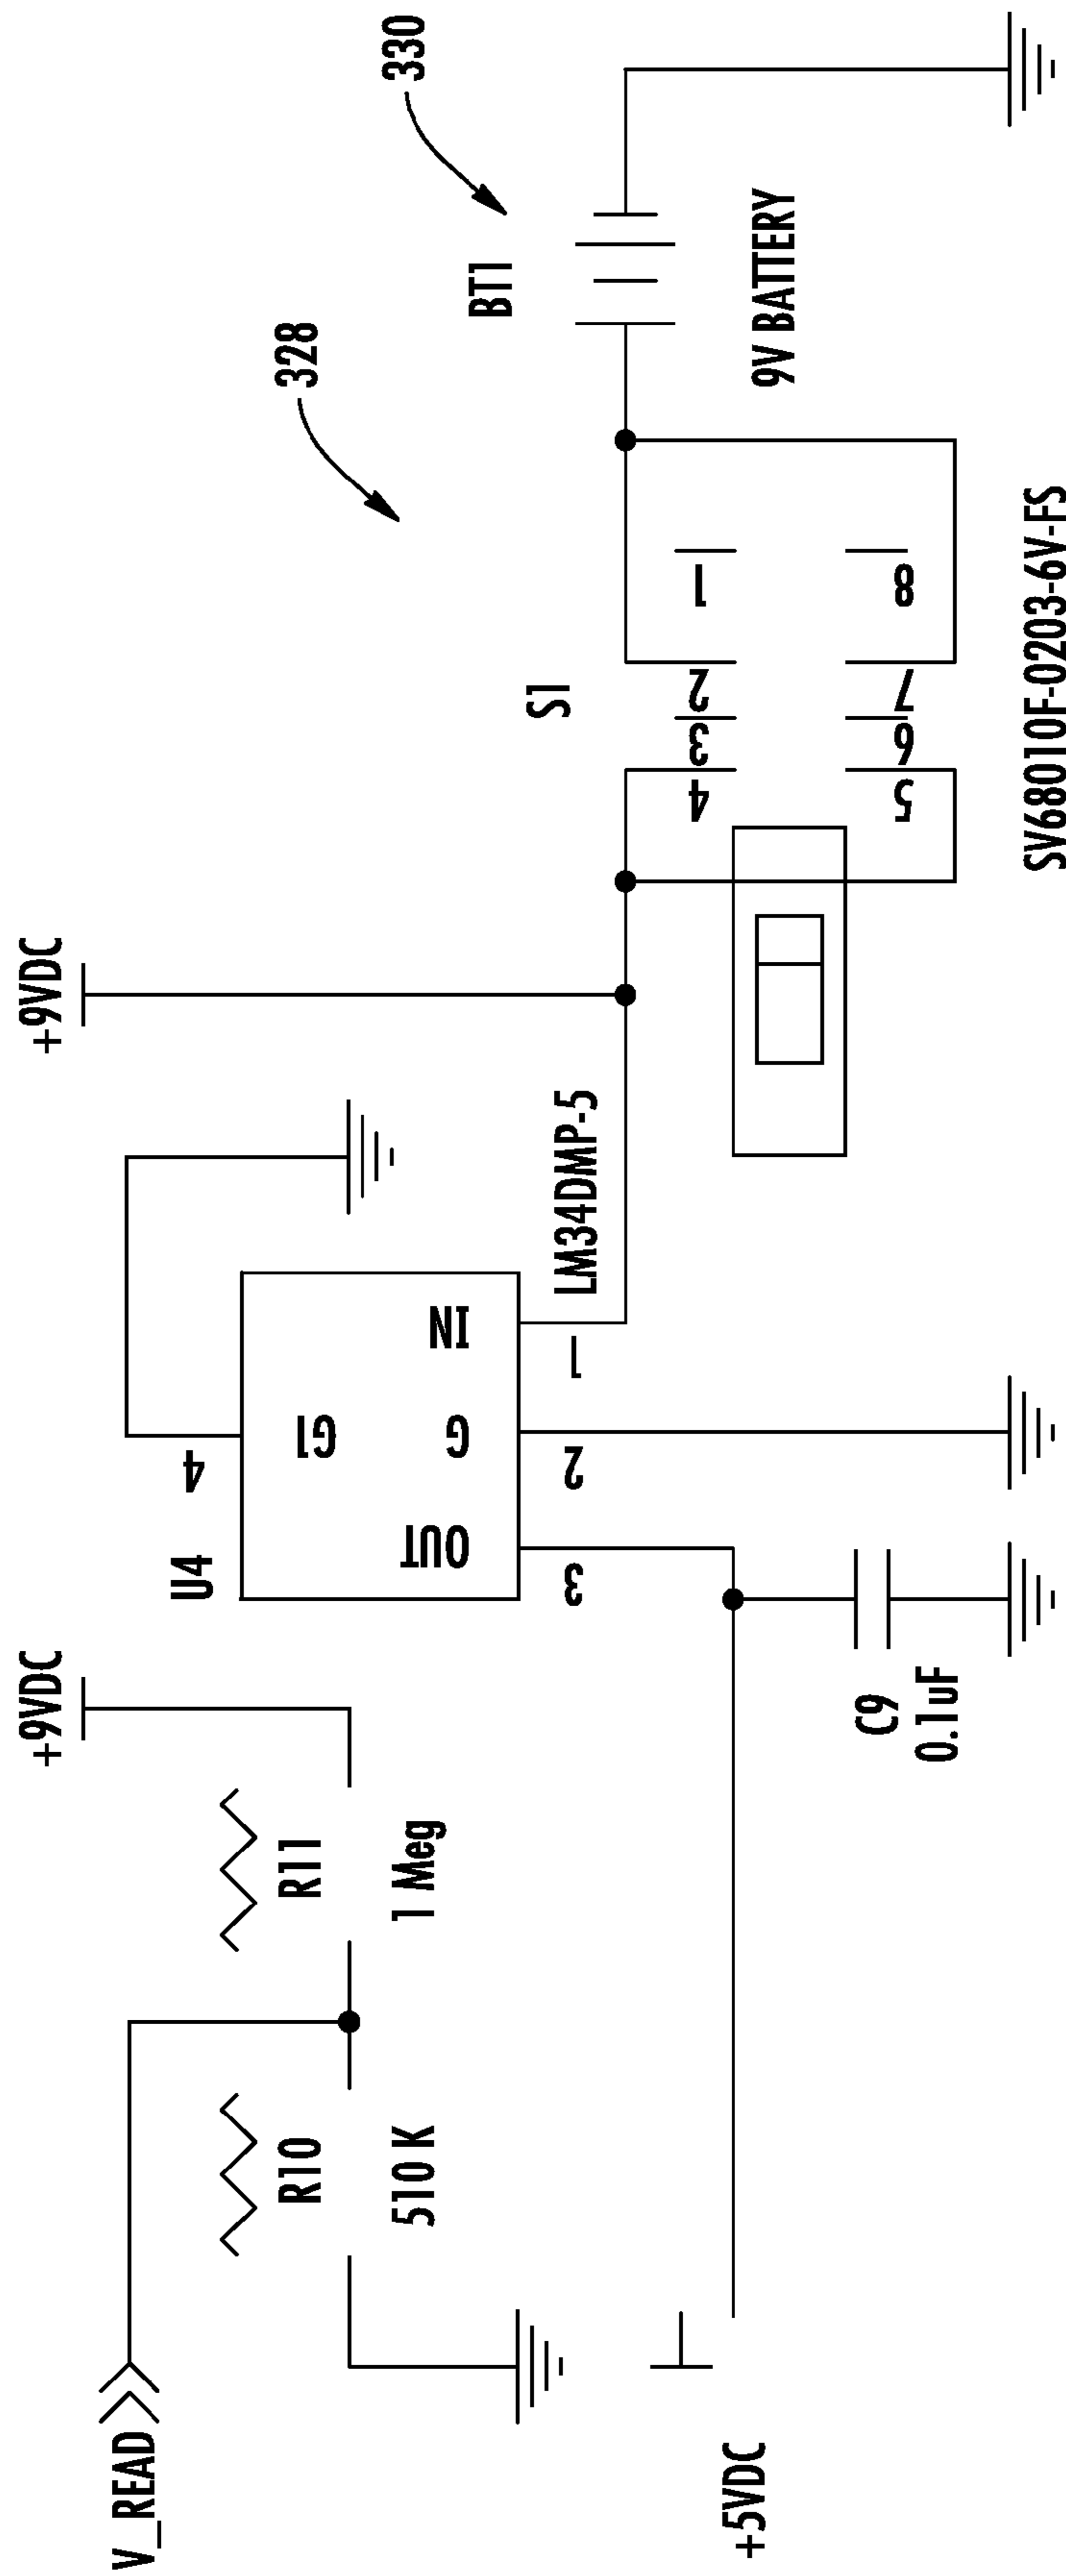 +9VDC
+9VDC
V_READ
U4
4
R10
R11
328
G1
510 K
1 Meg
330
OUT
G
IN
BT1
S1
3
2
1
LM34DMP-5
4
3
2
1
+5VDC
9V BATTERY
C9
0.1uF
5
6
7
8
SV68010F-0203-6V-FS